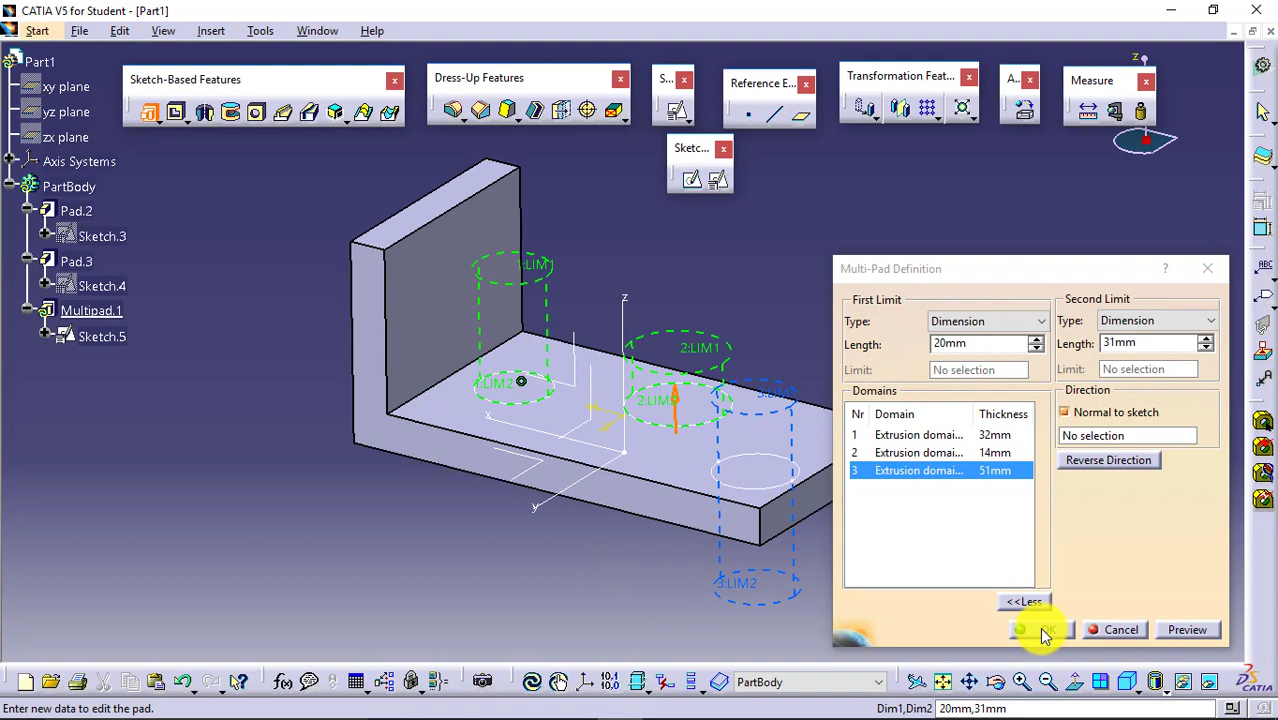 CATIA V5 for Student - [Part1]
Start File Edit View Insert Tools Window Help
Part1
xy plane
yz plane
zx plane
Axis Systems
PartBody
Pad.2
Sketch.3
Pad.3
Sketch.4
Multipad.1
Sketch.5
Sketch-Based Features
Dress-Up Features
S...
Reference E...
Transformation Feat...
A...
Measure
Sketc...
z
1:LIM1
1:LIM2
2:LIM1
3:LIM2
z
x
y
Multi-Pad Definition
?
First Limit
Type: Dimension
Length: 20mm
Limit: No selection
Second Limit
Type: Dimension
Length: 31mm
Limit: No selection
Domains
Nr Domain Thickness
1 Extrusion domai... 32mm
2 Extrusion domai... 14mm
3 Extrusion domai... 51mm
Direction
Normal to sketch
No selection
Reverse Direction
<<Less
OK Cancel Preview
PartBody
CATIA
Enter new data to edit the pad.
Dim1,Dim2 20mm,31mm